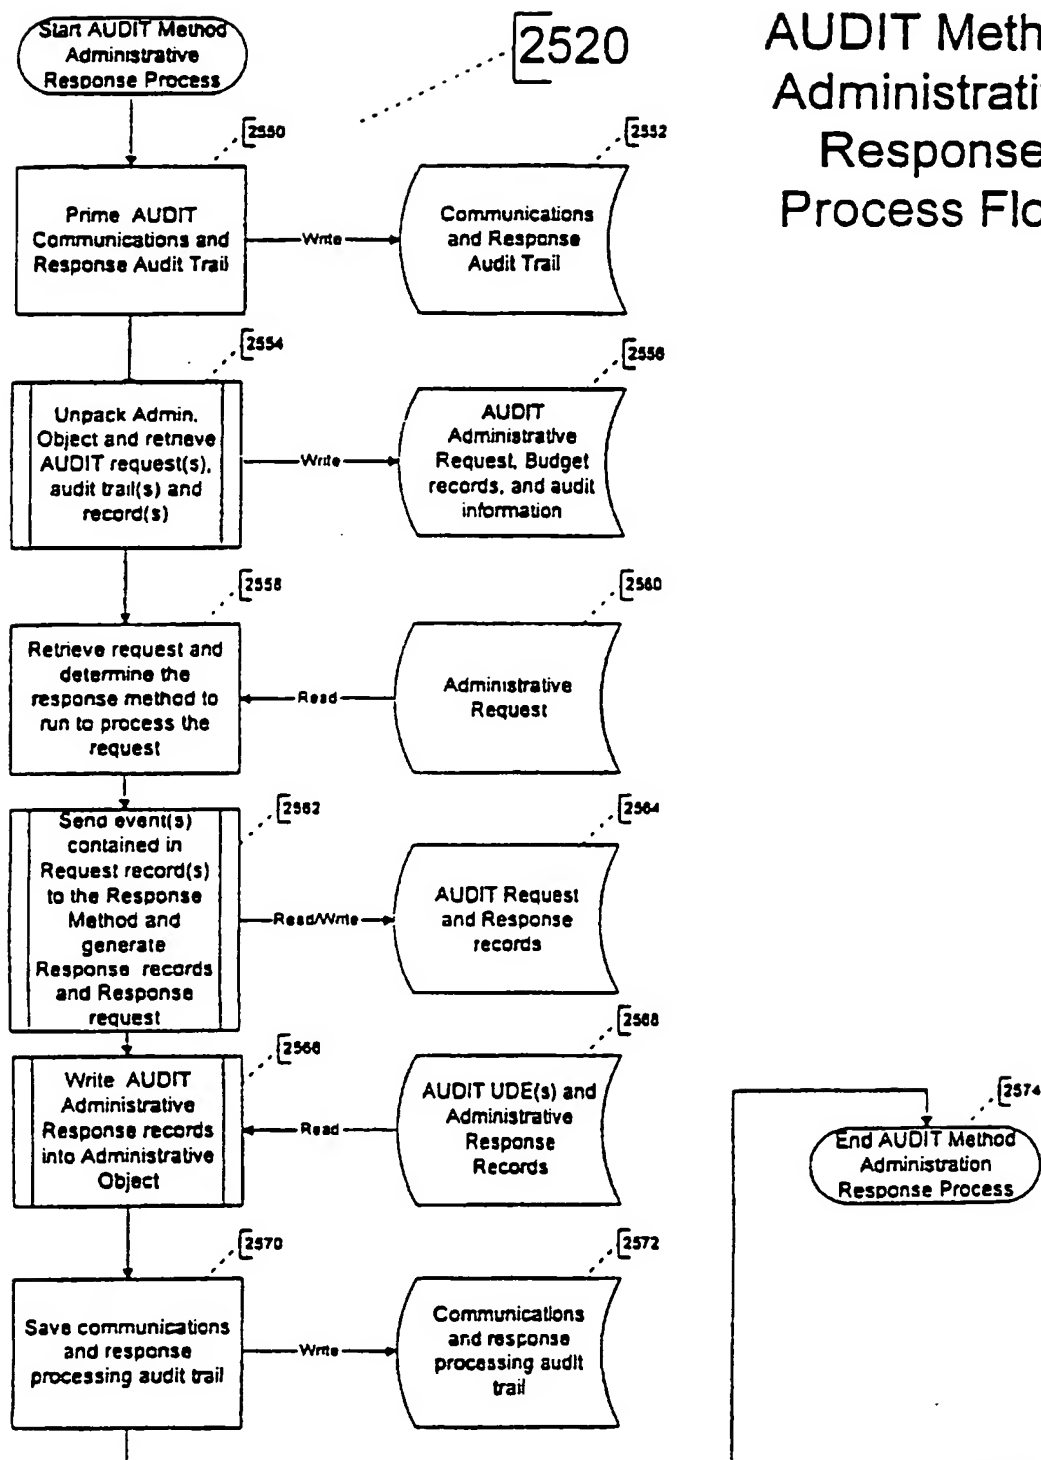 Start AUDIT Method
Administrative
Response Process
2520
AUDIT Meth
Administrati
Response
Process Flo
2550
Prime AUDIT
Communications and
Response Audit Trail
Write
2552
Communications
and Response
Audit Trail
2554
Unpack Admin.
Object and retrieve
AUDIT request(s),
audit trail(s) and
record(s)
Write
2556
AUDIT
Administrative
Request, Budget
records, and audit
information
2558
Retrieve request and
determine the
response method to
run to process the
request
Read
2560
Administrative
Request
2562
Send event(s)
contained in
Request record(s)
to the Response
Method and
generate
Response records
and Response
request
Read/Write
2564
AUDIT Request
and Response
records
2566
Write AUDIT
Administrative
Response records
into Administrative
Object
Read
2568
AUDIT UDE(s) and
Administrative
Response
Records
2570
Save communications
and response
processing audit trail
Write
2572
Communications
and response
processing audit
trail
2574
End AUDIT Method
Administration
Response Process